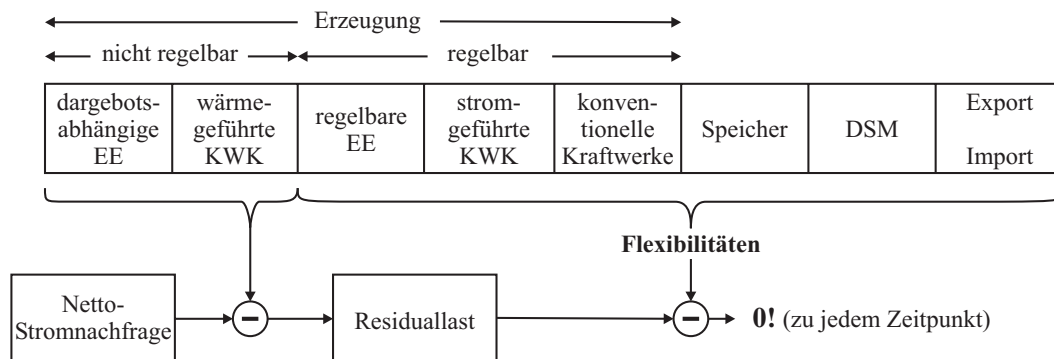 Erzeugung
nicht regelbar
regelbar
dargebots-
abhängige
EE
wärme-
geführte
KWK
regelbare
EE
strom-
geführte
KWK
konven-
tionelle
Kraftwerke
Speicher
DSM
Export
Import
Flexibilitäten
Netto-
Stromnachfrage
−
Residuallast
−
0! (zu jedem Zeitpunkt)